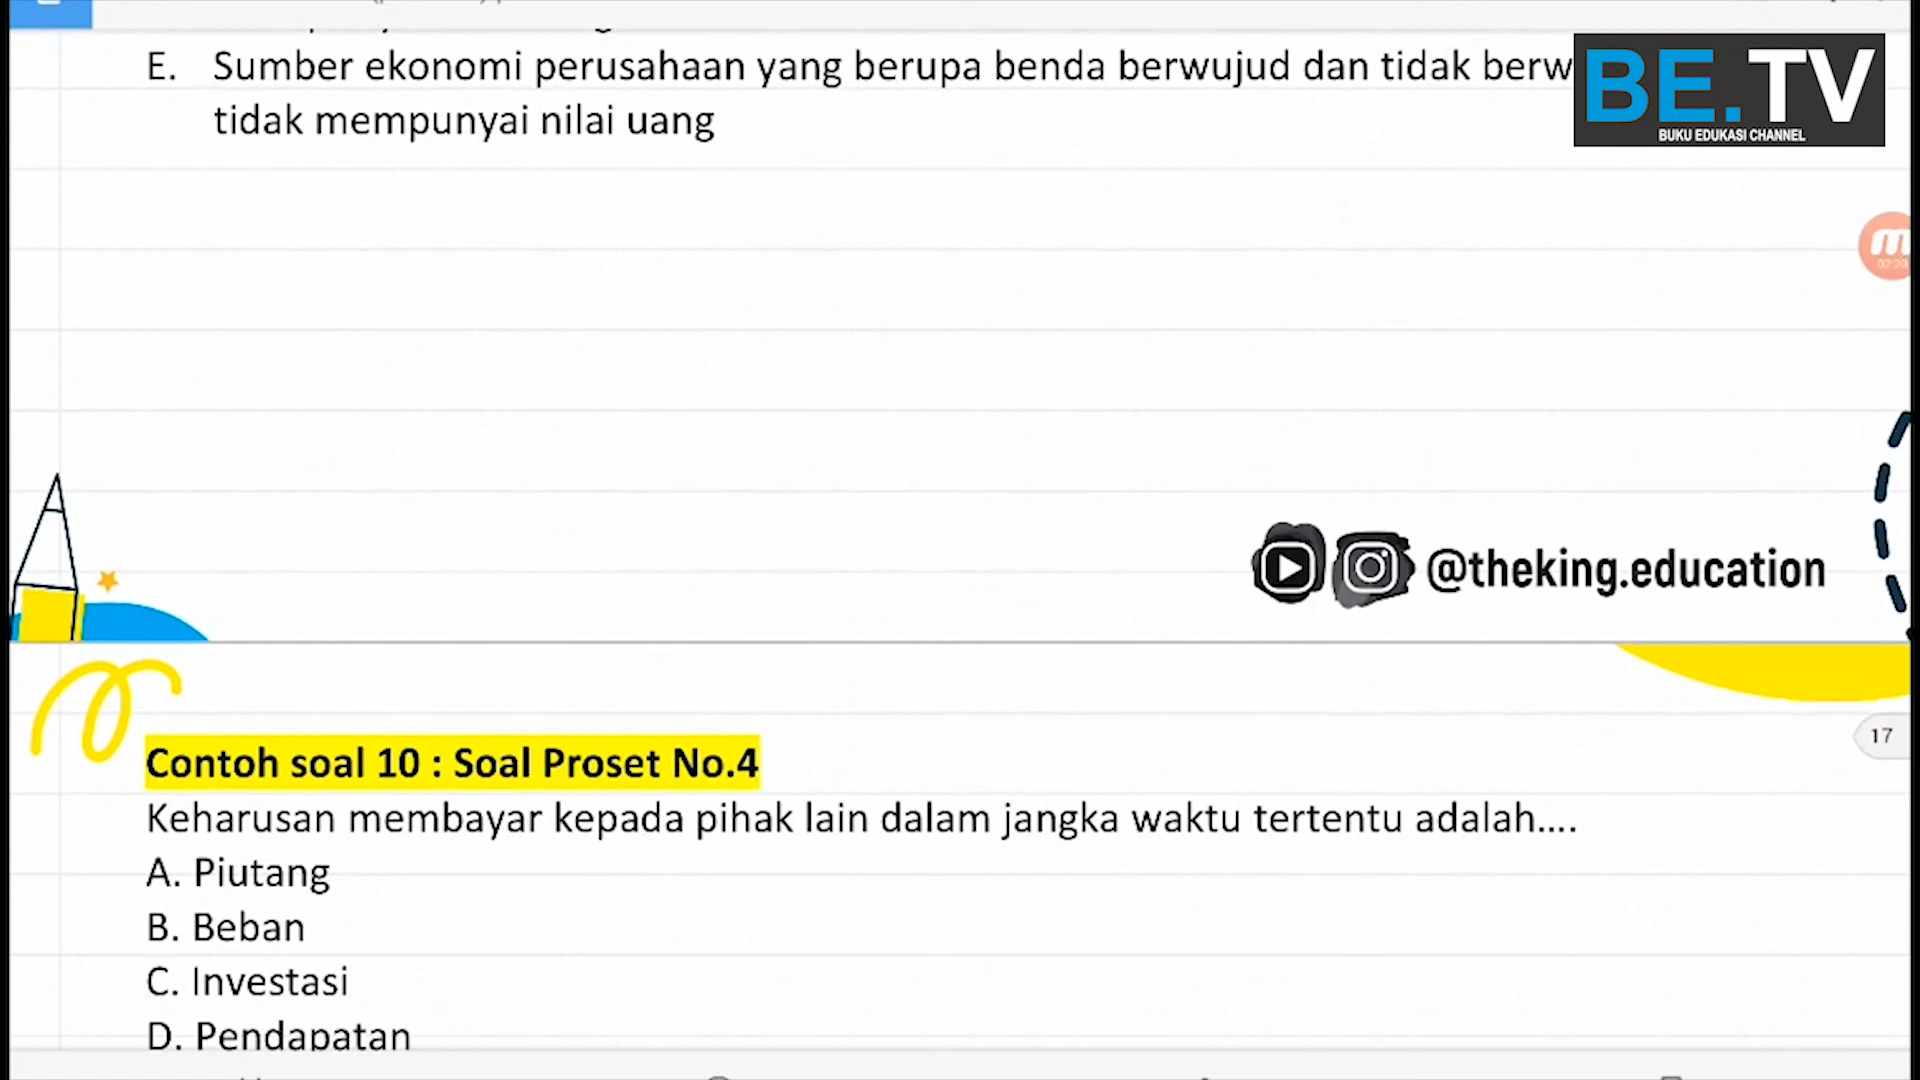 E. Sumber ekonomi perusahaan yang berupa benda berwujud dan tidak
tidak mempunyai nilai uang
BE.TV
BUKU EDUKASI CHANNEL
02:20
@theking.education
17
Contoh soal 10 : Soal Proset No.4
Keharusan membayar kepada pihak lain dalam jangka waktu tertentu adalah....
A. Piutang
B. Beban
C. Investasi
D. Pendapatan